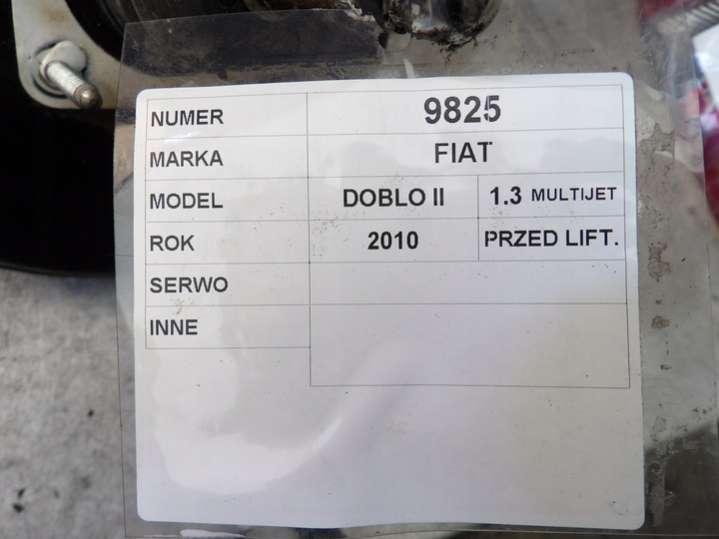 NUMER 9825
MARKA FIAT
MODEL DOBLO II 1.3 MULTIJET
ROK 2010 PRZED LIFT.
SERWO
INNE